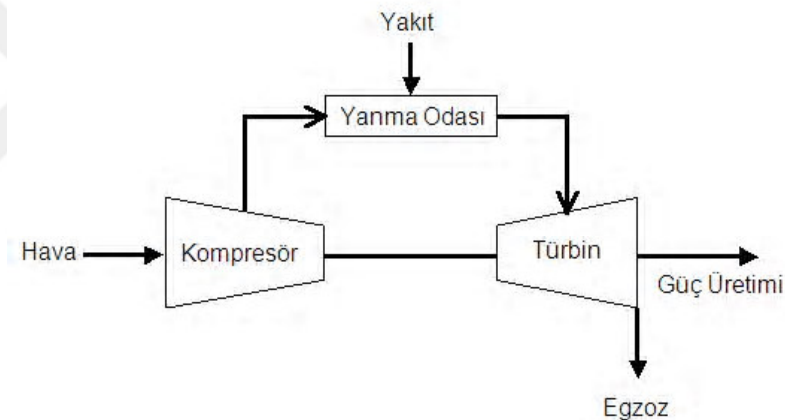 Yakıt
Yanma Odası
Hava
Kompresör
Türbin
Güç Üretimi
Egzoz